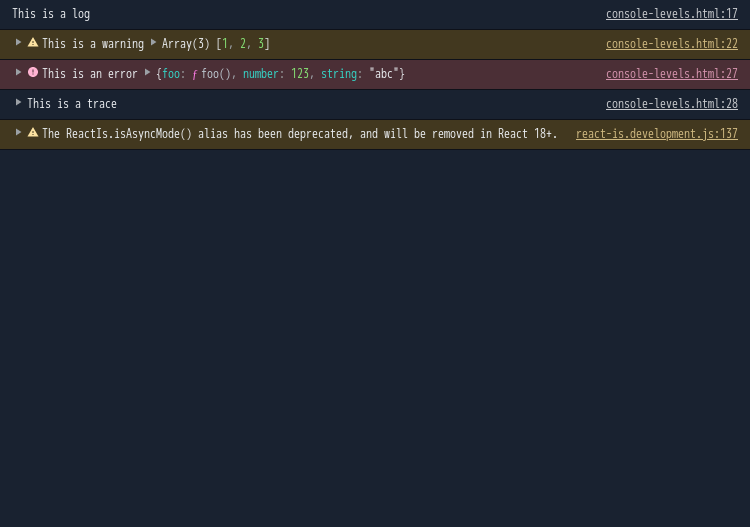 This is a log console-levels.html:17
This is a warning Array(3) [1, 2, 3] console-levels.html:22
This is an error {foo: ƒ foo(), number: 123, string: "abc"} console-levels.html:27
This is a trace console-levels.html:28
The ReactIs.isAsyncMode() alias has been deprecated, and will be removed in React 18+. react-is.development.js:137